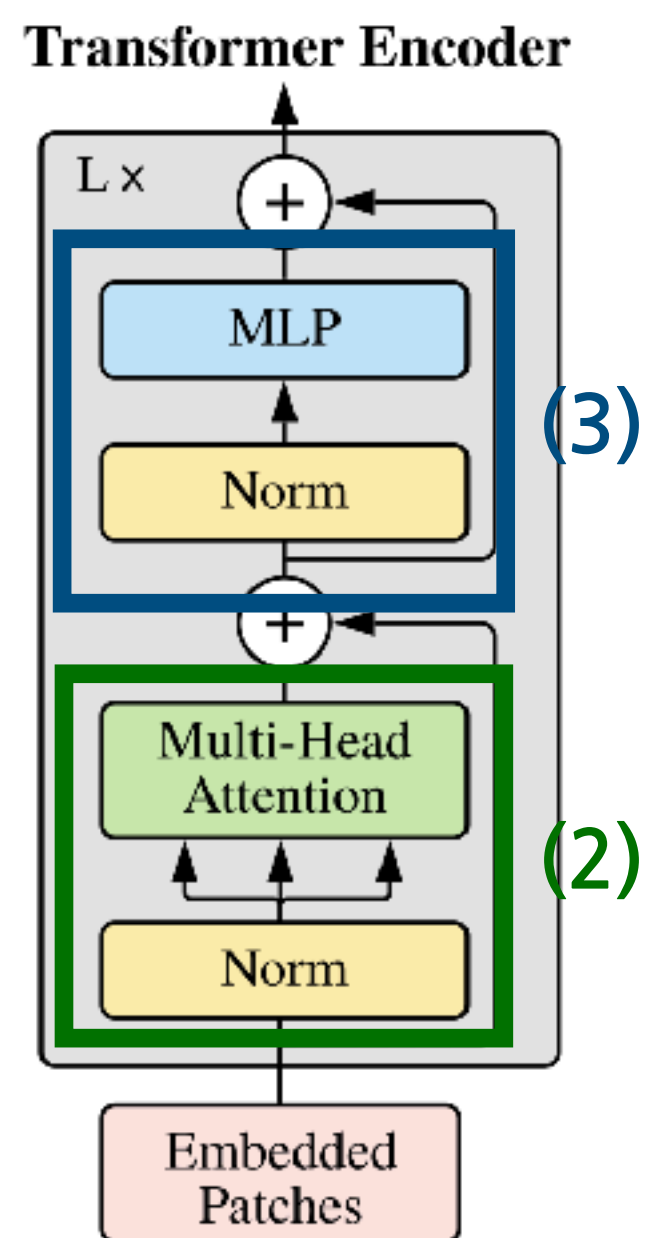 Transformer Encoder
L ×
+
MLP
(3)
Norm
+
Multi-Head
Attention
(2)
Norm
Embedded
Patches